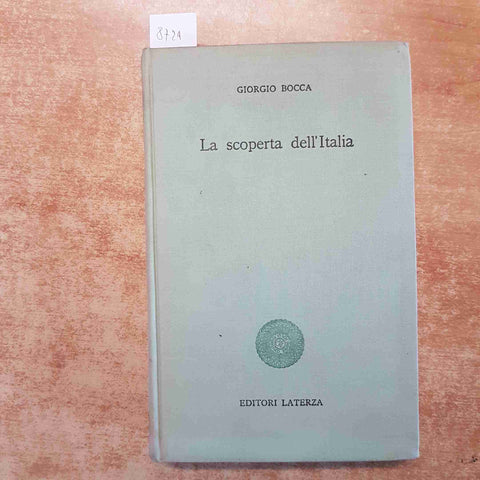 8721
GIORGIO BOCCA
La scoperta dell'Italia
EDITORI LATERZA